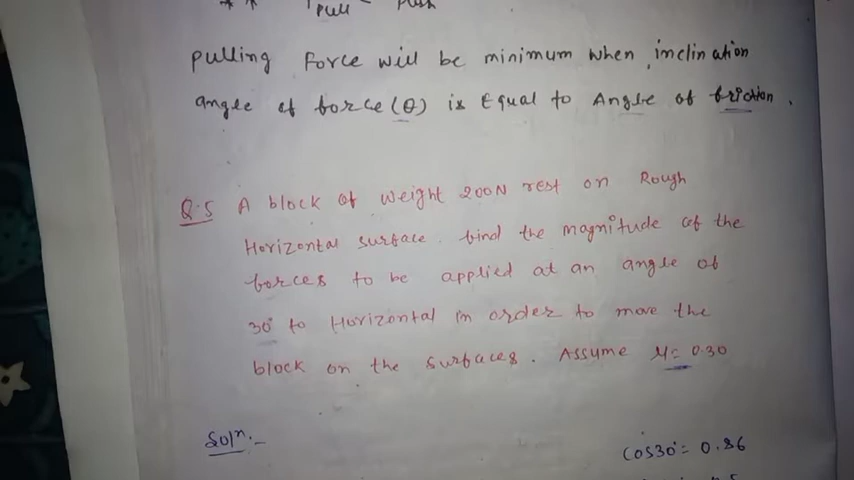 Pull Push
Pulling Force will be minimum when inclination
angle of force (θ) is Equal to Angle of friction.
Q.5 A block of weight 200N rest on Rough
Horizontal surface. find the magnitude of the
forces to be applied at an angle of
30° to Horizontal in order to move the
block on the surfaces. Assume μ = 0.30
Solⁿ:-
Cos30° = 0.86